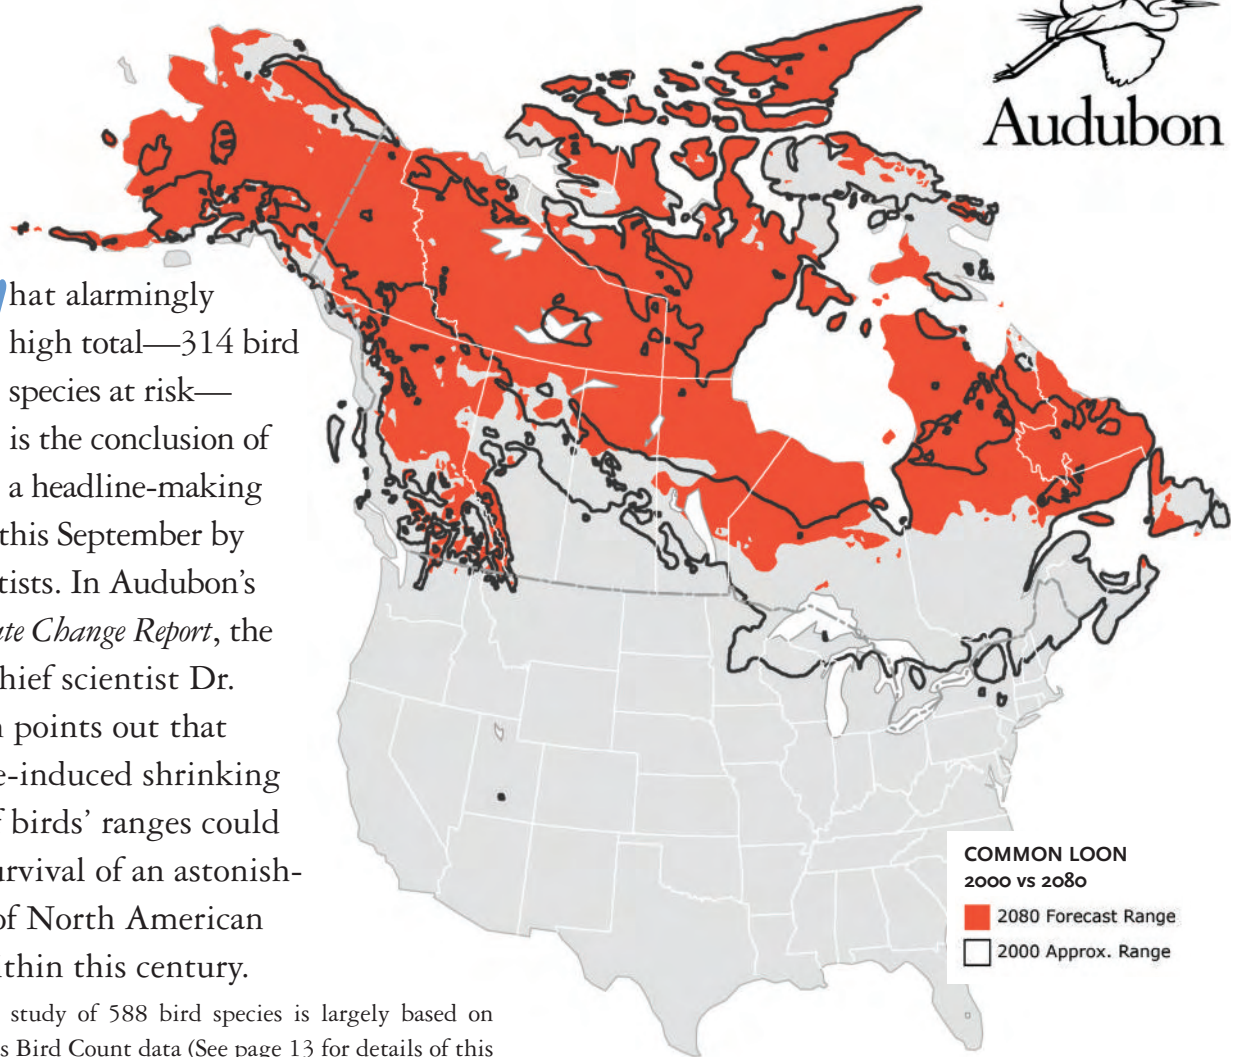 Audubon
hat alarmingly
high total—314 bird
species at risk—
is the conclusion of
a headline-making
this September by
tists. In Audubon’s
ate Change Report, the
hief scientist Dr.
n points out that
e-induced shrinking
f birds’ ranges could
urvival of an astonish-
of North American
ithin this century.
study of 588 bird species is largely based on
s Bird Count data (See page 13 for details of this
COMMON LOON
2000 vs 2080
2080 Forecast Range
2000 Approx. Range